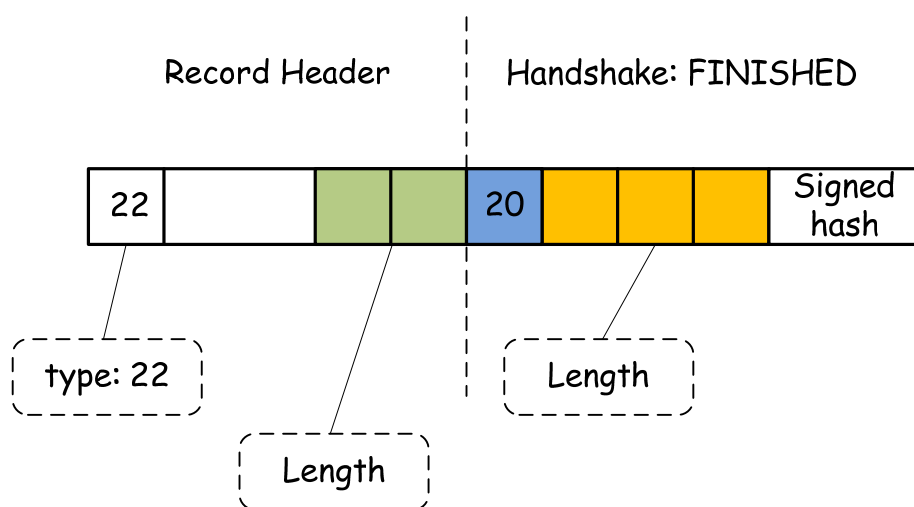 Record Header
Handshake: FINISHED
22
20
Signed
hash
type: 22
Length
Length